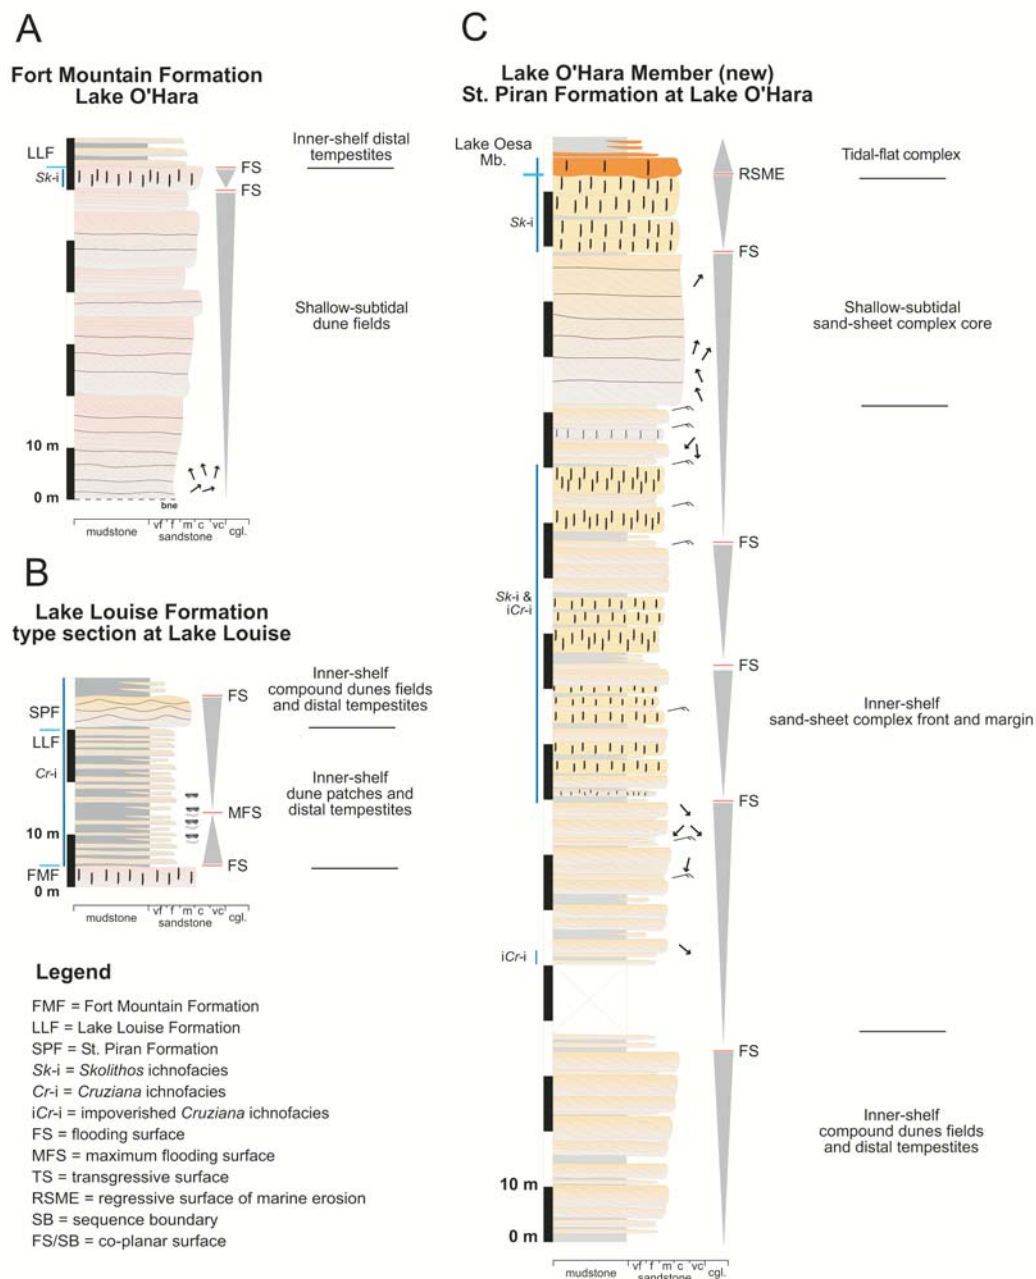 A
Fort Mountain Formation
Lake O'Hara
LLF
Sk-i
FS
FS
Inner-shelf distal
tempestites
Shallow-subtidal
dune fields
10 m
0 m
bne
vf f m c vc cgl.
mudstone
sandstone
B
Lake Louise Formation
type section at Lake Louise
SPF
LLF
Cr-i
10 m
FMF
0 m
FS
MFS
FS
Inner-shelf
compound dunes fields
and distal tempestites
Inner-shelf
dune patches and
distal tempestites
vf f m c vc cgl.
mudstone
sandstone
Legend
FMF = Fort Mountain Formation
LLF = Lake Louise Formation
SPF = St. Piran Formation
Sk-i = Skolithos ichnofacies
Cr-i = Cruziana ichnofacies
iCr-i = impoverished Cruziana ichnofacies
FS = flooding surface
MFS = maximum flooding surface
TS = transgressive surface
RSME = regressive surface of marine erosion
SB = sequence boundary
FS/SB = co-planar surface
C
Lake O'Hara Member (new)
St. Piran Formation at Lake O'Hara
Lake Oesa
Mb.
Tidal-flat complex
RSME
Sk-i
FS
Shallow-subtidal
sand-sheet complex core
FS
Sk-i &
iCr-i
FS
Inner-shelf
sand-sheet complex front and margin
FS
iCr-i
FS
Inner-shelf
compound dunes fields
and distal tempestites
10 m
0 m
vf f m c vc cgl.
mudstone
sandstone